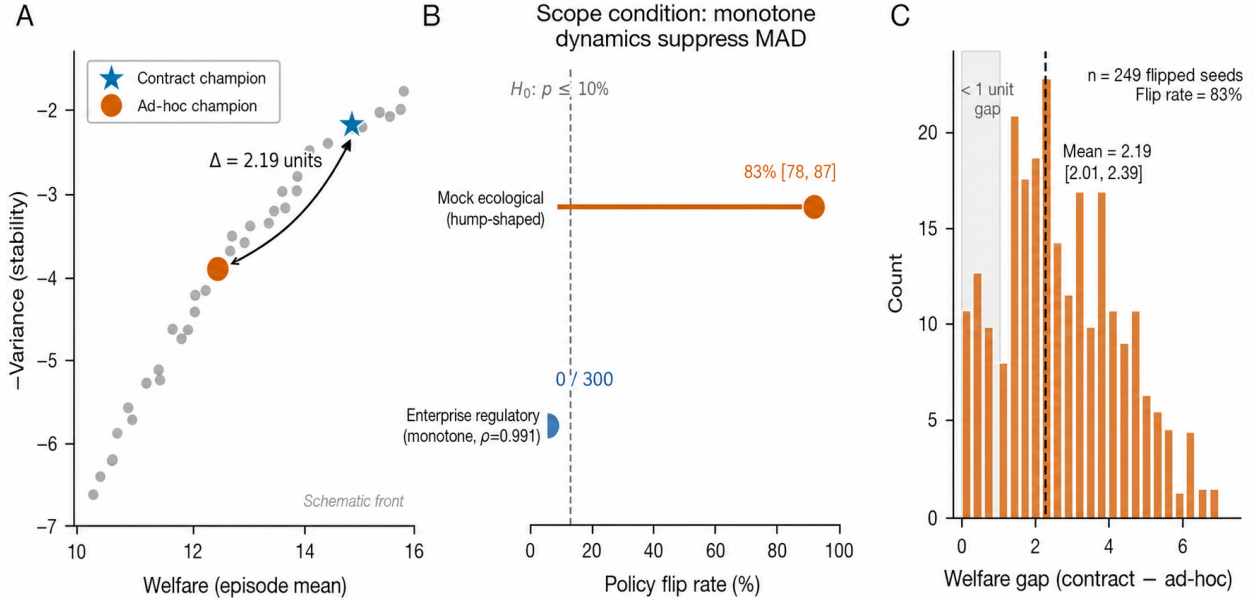 A
Contract champion
Ad-hoc champion
Δ = 2.19 units
Schematic front
−Variance (stability)
−2
−3
−4
−5
−6
−7
10
12
14
16
Welfare (episode mean)
B
Scope condition: monotone
dynamics suppress MAD
H₀: p ≤ 10%
83% [78, 87]
Mock ecological
(hump-shaped)
0 / 300
Enterprise regulatory
(monotone, ρ=0.991)
0
20
40
60
80
100
Policy flip rate (%)
C
< 1 unit
gap
n = 249 flipped seeds
Flip rate = 83%
Mean = 2.19
[2.01, 2.39]
Count
20
15
10
5
0
0
2
4
6
Welfare gap (contract − ad-hoc)